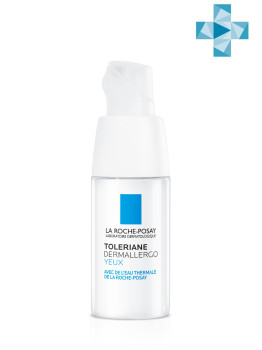 LA ROCHE-POSAY
LABORATOIRE DERMATOLOGIQUE
TOLERIANE
DERMALLERGO
YEUX
AVEC DE L'EAU THERMALE
DE LA ROCHE-POSAY